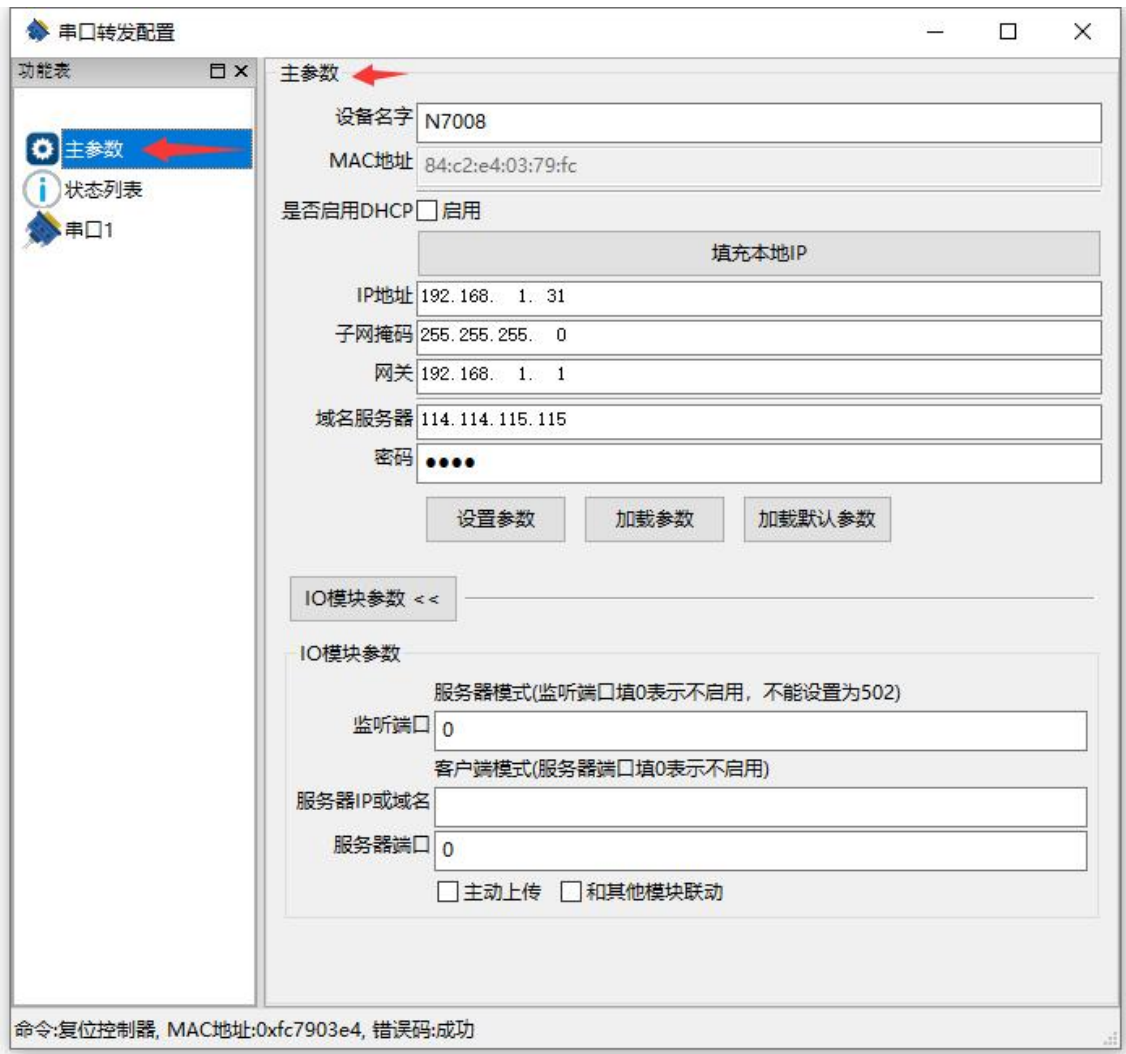 串口转发配置
功能表
主参数
状态列表
串口1
主参数
设备名字 N7008
MAC地址 84:c2:e4:03:79:fc
是否启用DHCP 启用
填充本地IP
IP地址 192.168. 1. 31
子网掩码 255.255.255. 0
网关 192.168. 1. 1
域名服务器 114.114.115.115
密码 ●●●●
设置参数 加载参数 加载默认参数
IO模块参数 <<
IO模块参数
服务器模式(监听端口填0表示不启用，不能设置为502)
监听端口 0
客户端模式(服务器端口填0表示不启用)
服务器IP或域名
服务器端口 0
主动上传 和其他模块联动
命令:复位控制器, MAC地址:0xfc7903e4, 错误码:成功